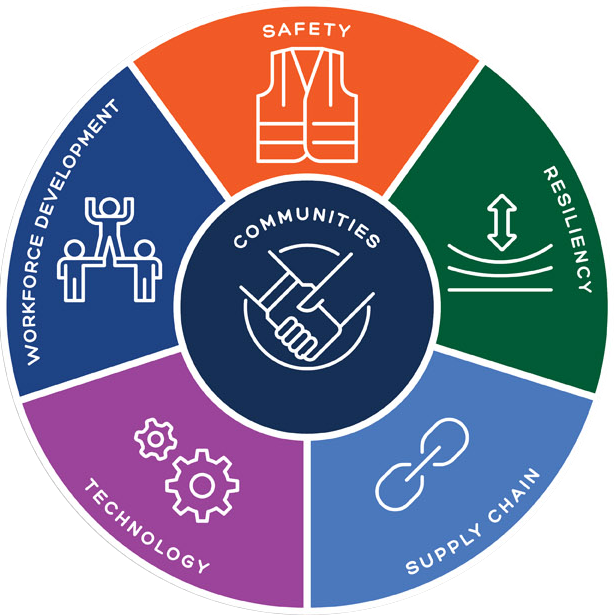 SAFETY
RESILIENCY
SUPPLY CHAIN
TECHNOLOGY
WORKFORCE DEVELOPMENT
COMMUNITIES